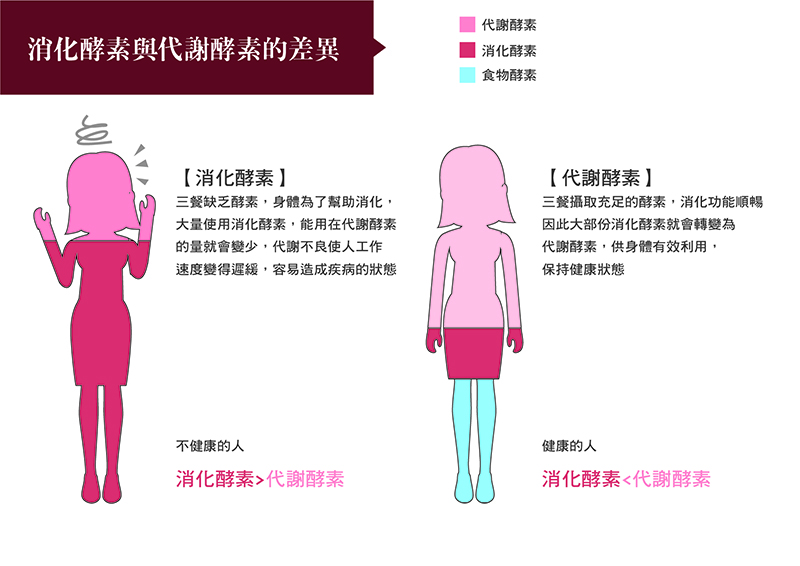 消化酵素與代謝酵素的差異
代謝酵素
消化酵素
食物酵素
【消化酵素】
三餐缺乏酵素，身體為了幫助消化，
大量使用消化酵素，能用在代謝酵素
的量就會變少，代謝不良使人工作
速度變得遲緩，容易造成疾病的狀態
不健康的人
消化酵素>代謝酵素
【代謝酵素】
三餐攝取充足的酵素，消化功能順暢
因此大部份消化酵素就會轉變為
代謝酵素，供身體有效利用，
保持健康狀態
健康的人
消化酵素<代謝酵素